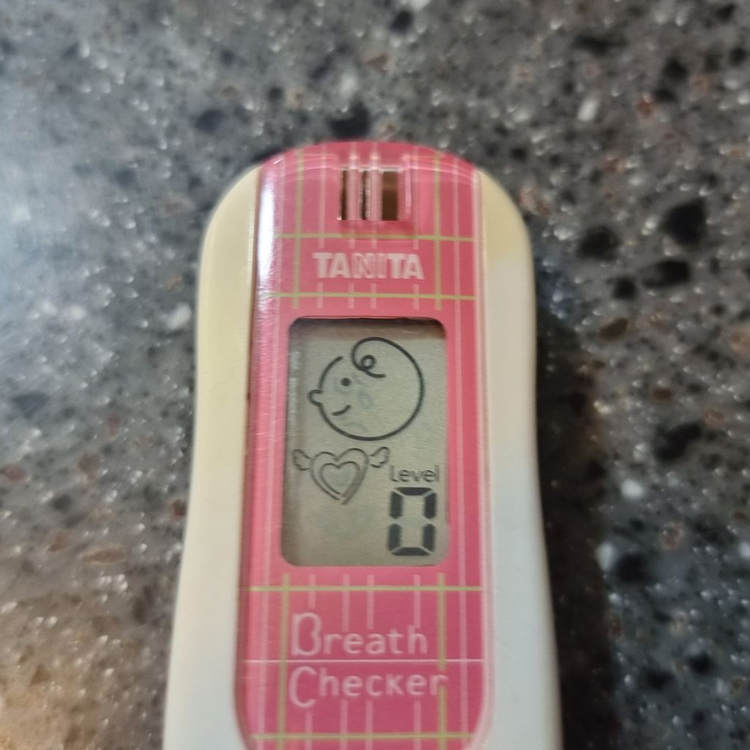 TANITA
Level
0
Breath
Checker